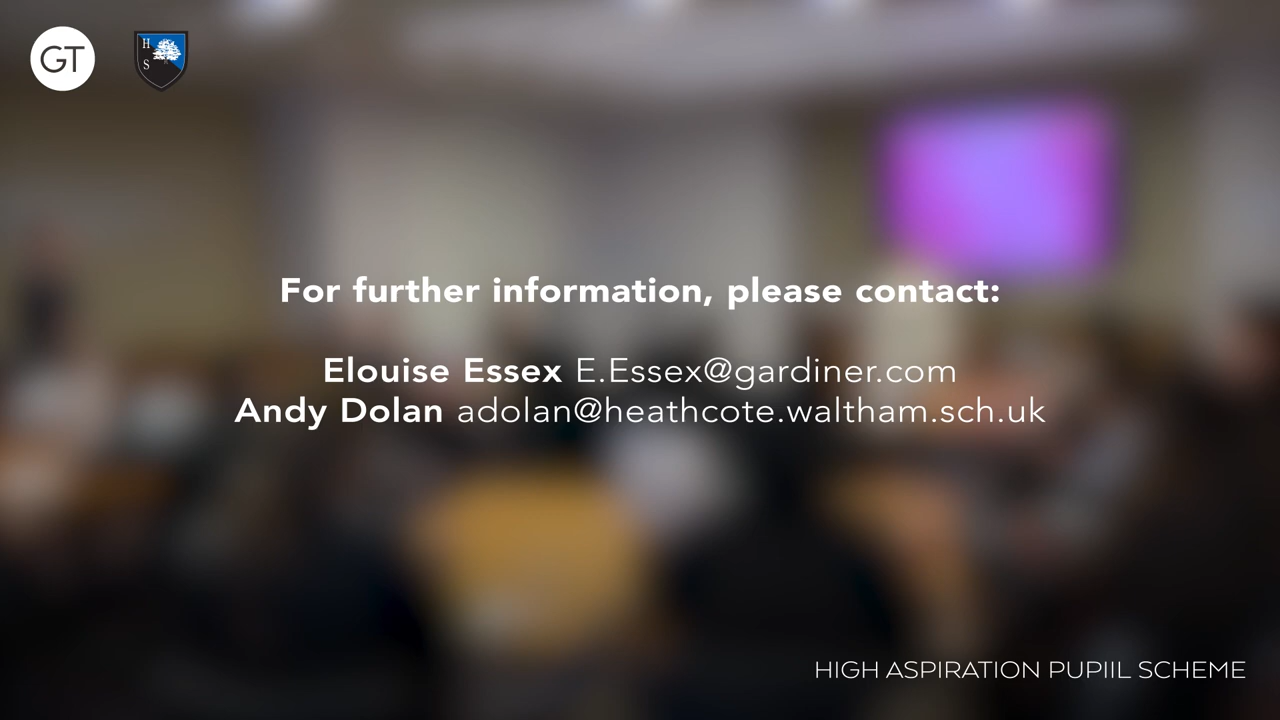 GT
H
S
For further information, please contact:
Elouise Essex E.Essex@gardiner.com
Andy Dolan adolan@heathcote.waltham.sch.uk
HIGH ASPIRATION PUPIIL SCHEME